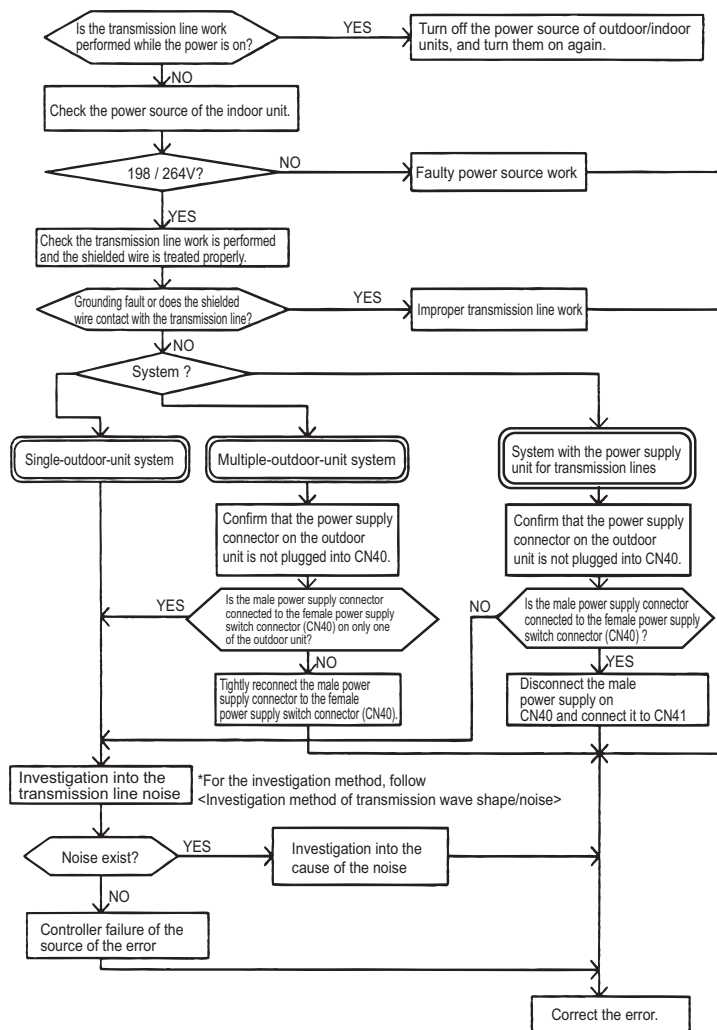 Is the transmission line work
performed while the power is on?
YES
Turn off the power source of outdoor/indoor
units, and turn them on again.
NO
Check the power source of the indoor unit.
198 / 264V?
NO
Faulty power source work
YES
Check the transmission line work is performed
and the shielded wire is treated properly.
Grounding fault or does the shielded
wire contact with the transmission line?
YES
Improper transmission line work
NO
System ?
Single-outdoor-unit system
Multiple-outdoor-unit system
System with the power supply
unit for transmission lines
Confirm that the power supply
connector on the outdoor
unit is not plugged into CN40.
Confirm that the power supply
connector on the outdoor
unit is not plugged into CN40.
YES
Is the male power supply connector
connected to the female power supply
switch connector (CN40) on only one
of the outdoor unit?
NO
Is the male power supply connector
connected to the female power supply
switch connector (CN40) ?
NO
YES
Tightly reconnect the male power
supply connector to the female
power supply switch connector (CN40).
Disconnect the male
power supply on
CN40 and connect it to CN41
Investigation into the
transmission line noise
*For the investigation method, follow
<Investigation method of transmission wave shape/noise>
Noise exist?
YES
Investigation into the
cause of the noise
NO
Controller failure of the
source of the error
Correct the error.